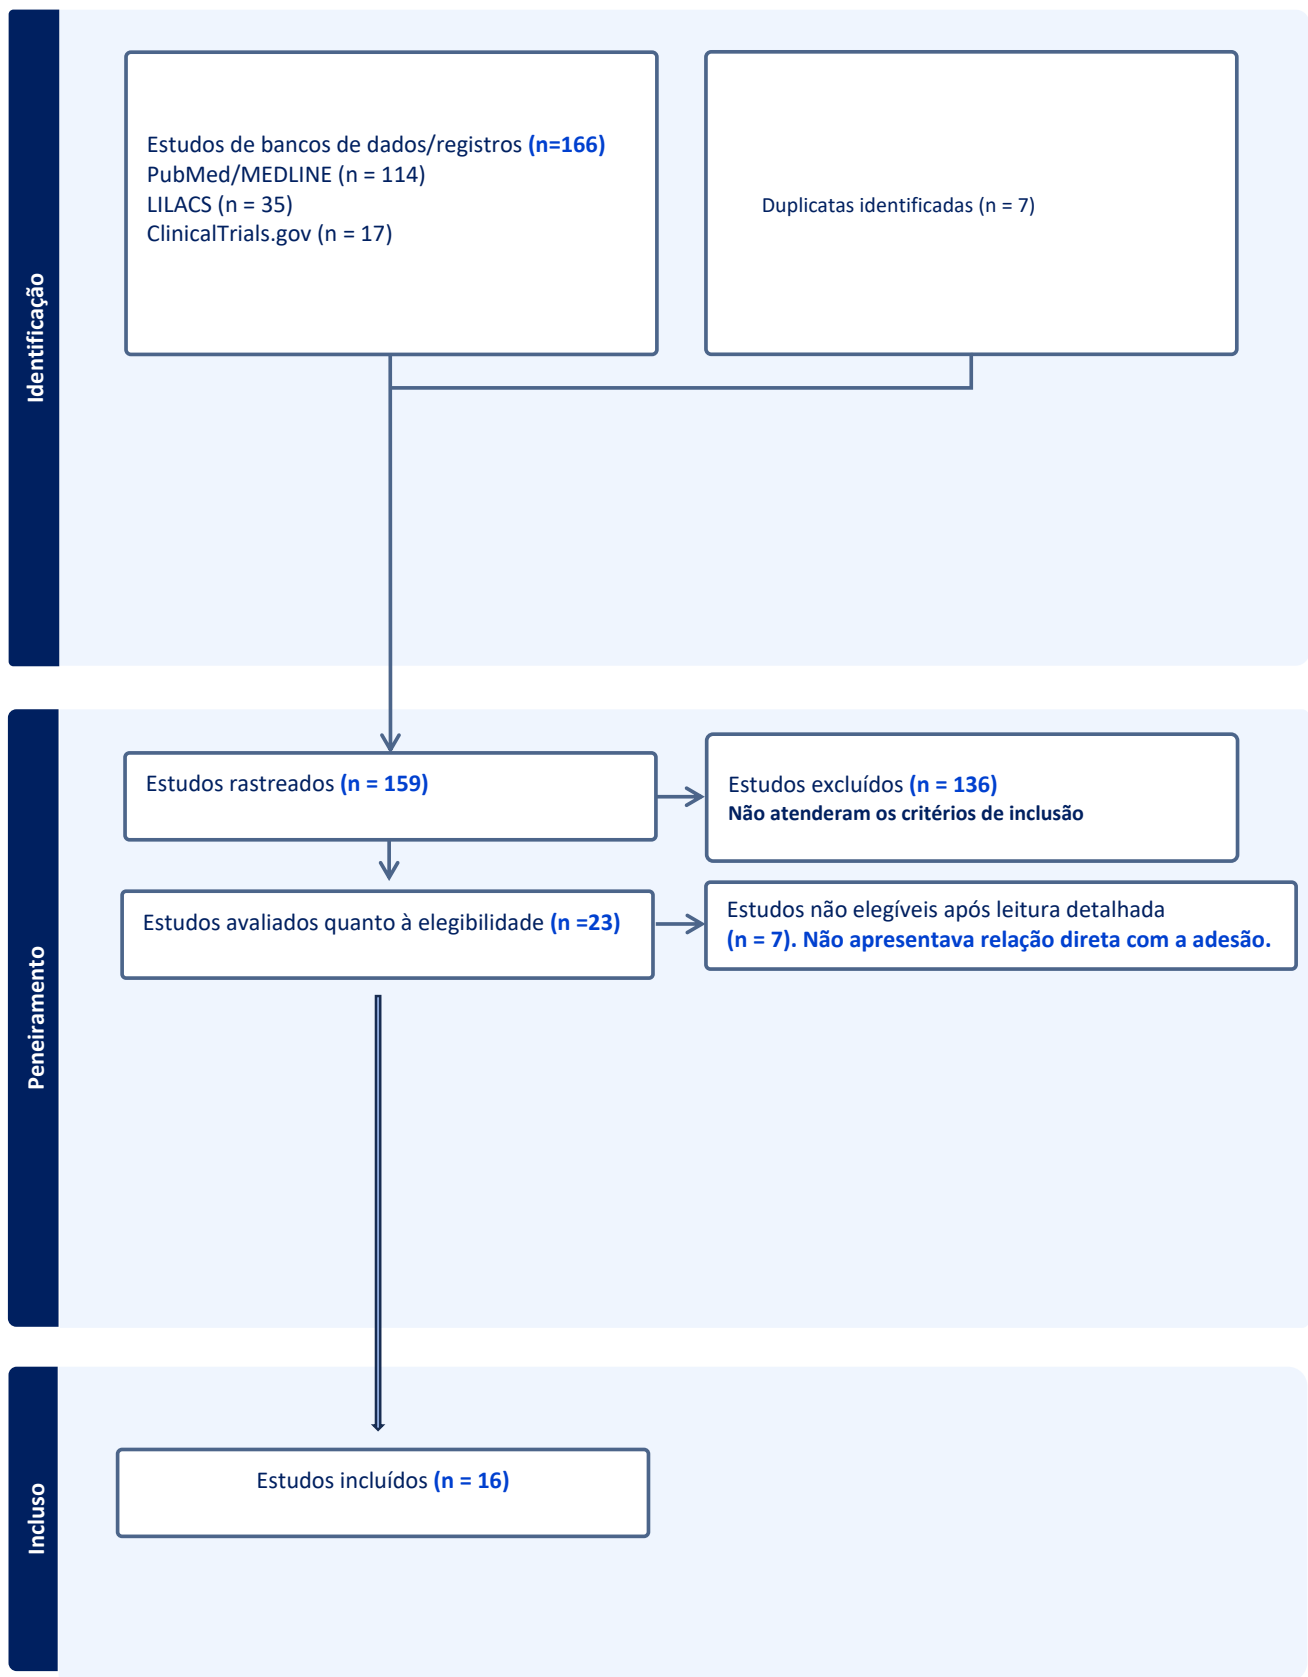 Identificação
Estudos de bancos de dados/registros (n=166)
PubMed/MEDLINE (n = 114)
LILACS (n = 35)
ClinicalTrials.gov (n = 17)
Duplicatas identificadas (n = 7)
Peneiramento
Estudos rastreados (n = 159)
Estudos excluídos (n = 136)
Não atenderam os critérios de inclusão
Estudos avaliados quanto à elegibilidade (n =23)
Estudos não elegíveis após leitura detalhada
(n = 7). Não apresentava relação direta com a adesão.
Incluso
Estudos incluídos (n = 16)